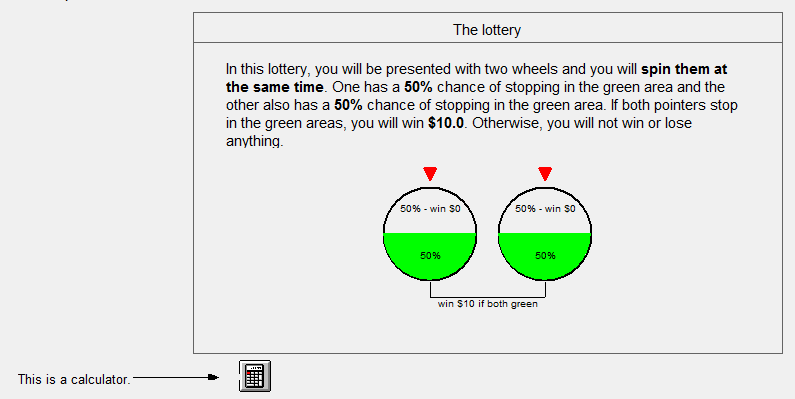 The lottery
In this lottery, you will be presented with two wheels and you will spin them at
the same time. One has a 50% chance of stopping in the green area and the
other also has a 50% chance of stopping in the green area. If both pointers stop
in the green areas, you will win $10.0. Otherwise, you will not win or lose
anything.
50% - win $0
50% - win $0
50%
50%
win $10 if both green
This is a calculator.